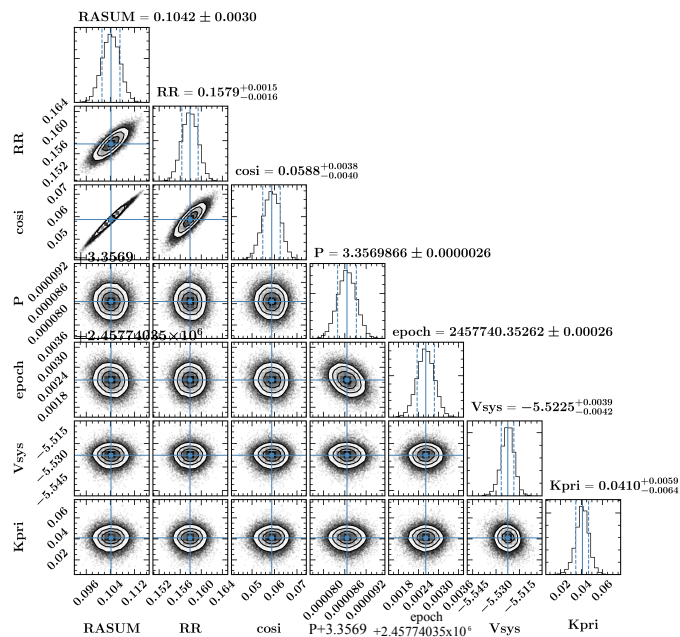 RASUM = 0.1042 ± 0.0030
RR = 0.1579+0.0015 −0.0016
cosi = 0.0588+0.0038 −0.0040
P = 3.3569866 ± 0.0000026
epoch = 2457740.35262 ± 0.00026
Vsys = −5.5225+0.0039 −0.0042
Kpri = 0.0410+0.0059 −0.0064
RR
0.164
0.160
0.156
0.152
cosi
0.07
0.06
0.05
+3.3569
P
0.000092
0.000086
0.000080
+2.45774035×10⁶
epoch
0.0036
0.0030
0.0024
0.0018
Vsys
−5.515
−5.530
−5.545
Kpri
0.06
0.04
0.02
0.096 0.104 0.112
0.152 0.156 0.160 0.164
0.05 0.06 0.07
0.000080 0.000086 0.000092
0.0018 0.0024 0.0030 0.0036
−5.545 −5.530 −5.515
0.02 0.04 0.06
RASUM RR cosi P+3.3569 epoch +2.45774035x10⁶ Vsys Kpri